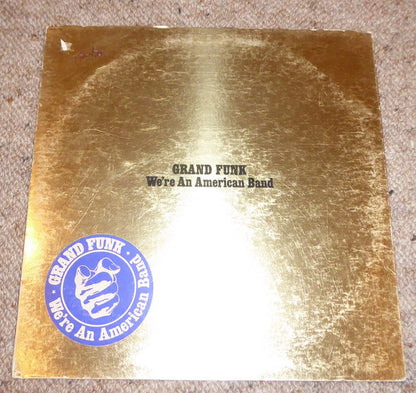 GRAND FUNK
We're An American Band
· GRAND FUNK ·
We're An American Band